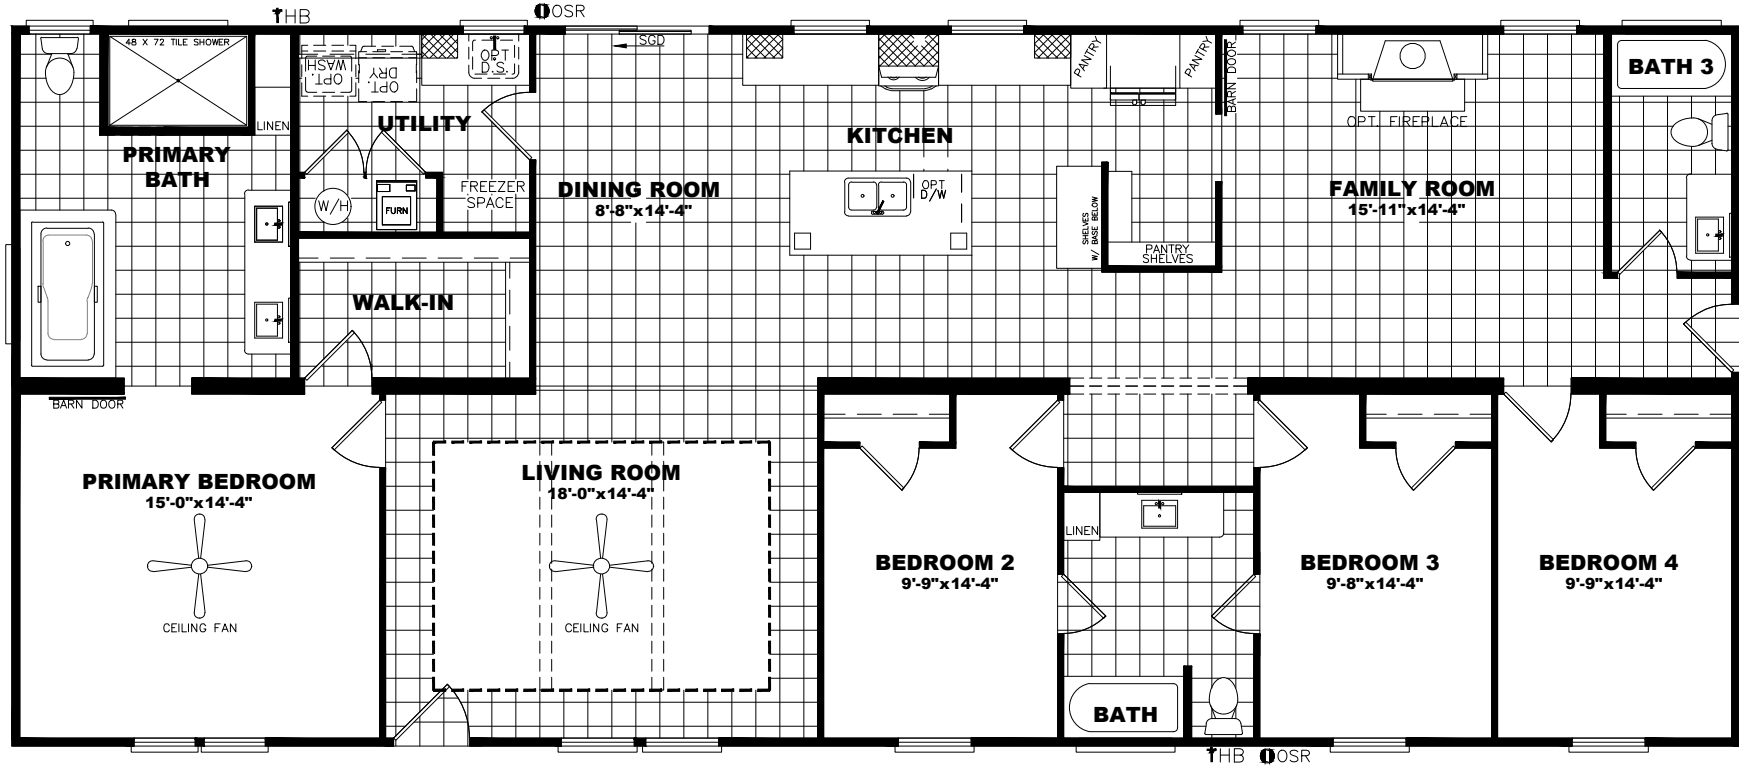 HB
OSR
48 X 72 TILE SHOWER
LINEN
PRIMARY
BATH
OPT.
WASH
OPT.
DRY
OPT
D.S.
UTILITY
W/H
FURN
FREEZER
SPACE
WALK-IN
SGD
DINING ROOM
8'-8"x14'-4"
KITCHEN
OPT
D/W
PANTRY
PANTRY
SHELVES
W/ BASE BELOW
PANTRY
SHELVES
BARN DOOR
OPT. FIREPLACE
FAMILY ROOM
15'-11"x14'-4"
BATH 3
BARN DOOR
PRIMARY BEDROOM
15'-0"x14'-4"
CEILING FAN
LIVING ROOM
18'-0"x14'-4"
CEILING FAN
BEDROOM 2
9'-9"x14'-4"
LINEN
BATH
BEDROOM 3
9'-8"x14'-4"
BEDROOM 4
9'-9"x14'-4"
HB
OSR